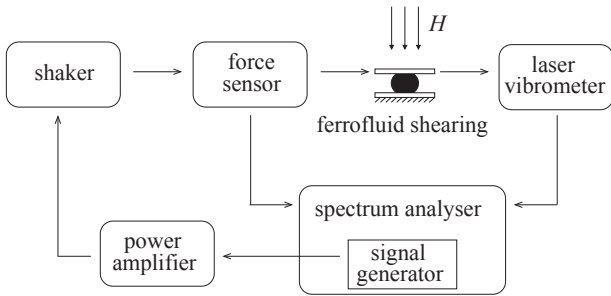 H
shaker
force
sensor
laser
vibrometer
ferrofluid shearing
spectrum analyser
power
amplifier
signal
generator